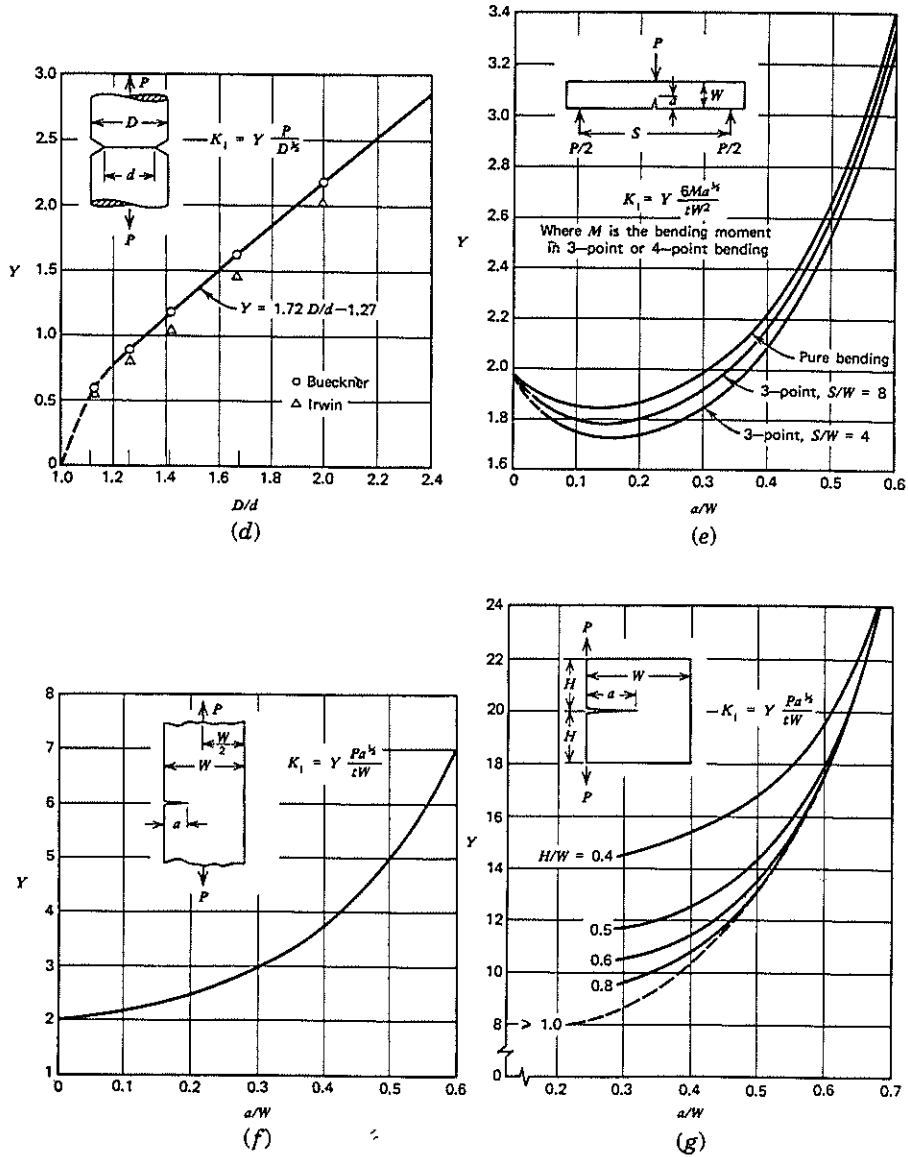 3.0
2.5
2.0
1.5
1.0
0.5
0
Y
P
D
d
P
K₁ = Y P/D^½
Y = 1.72 D/d–1.27
○ Bueckner
△ Irwin
1.0 1.2 1.4 1.6 1.8 2.0 2.2 2.4
D/d
(d)
3.4
3.2
3.0
2.8
2.6
2.4
2.2
2.0
1.8
1.6
Y
P
a
W
S
P/2
P/2
K₁ = Y 6Ma^½/tW²
Where M is the bending moment
in 3–point or 4–point bending
Pure bending
3–point, S/W = 8
3–point, S/W = 4
0 0.1 0.2 0.3 0.4 0.5 0.6
a/W
(e)
8
7
6
5
4
3
2
1
Y
P
W/2
W
a
P
K₁ = Y Pa^½/tW
0 0.1 0.2 0.3 0.4 0.5 0.6
a/W
(f)
24
22
20
18
16
14
12
10
8
0
Y
P
H
W
a
H
P
K₁ = Y Pa^½/tW
H/W = 0.4
0.5
0.6
0.8
> 1.0
0.2 0.3 0.4 0.5 0.6 0.7
a/W
(g)